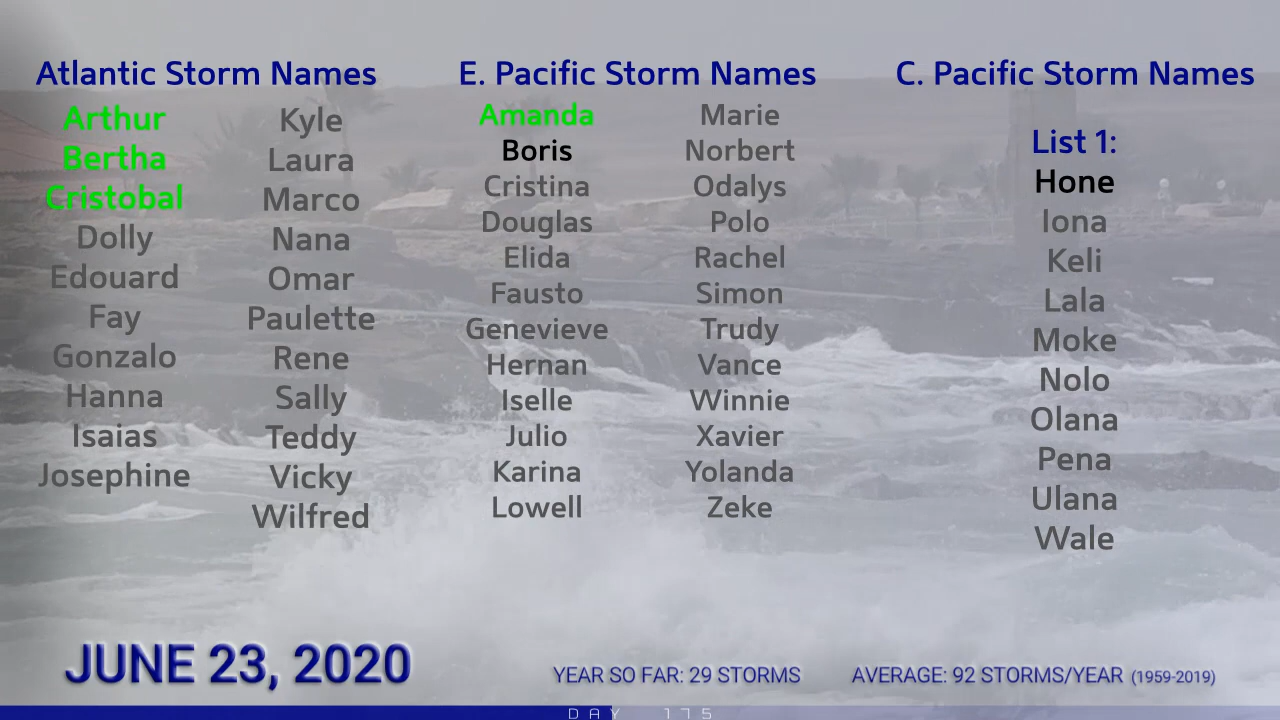 Atlantic Storm Names
Arthur
Bertha
Cristobal
Dolly
Edouard
Fay
Gonzalo
Hanna
Isaias
Josephine
Kyle
Laura
Marco
Nana
Omar
Paulette
Rene
Sally
Teddy
Vicky
Wilfred
E. Pacific Storm Names
Amanda
Boris
Cristina
Douglas
Elida
Fausto
Genevieve
Hernan
Iselle
Julio
Karina
Lowell
Marie
Norbert
Odalys
Polo
Rachel
Simon
Trudy
Vance
Winnie
Xavier
Yolanda
Zeke
C. Pacific Storm Names
List 1:
Hone
Iona
Keli
Lala
Moke
Nolo
Olana
Pena
Ulana
Wale
JUNE 23, 2020
YEAR SO FAR: 29 STORMS
AVERAGE: 92 STORMS/YEAR (1959-2019)
DAY 175